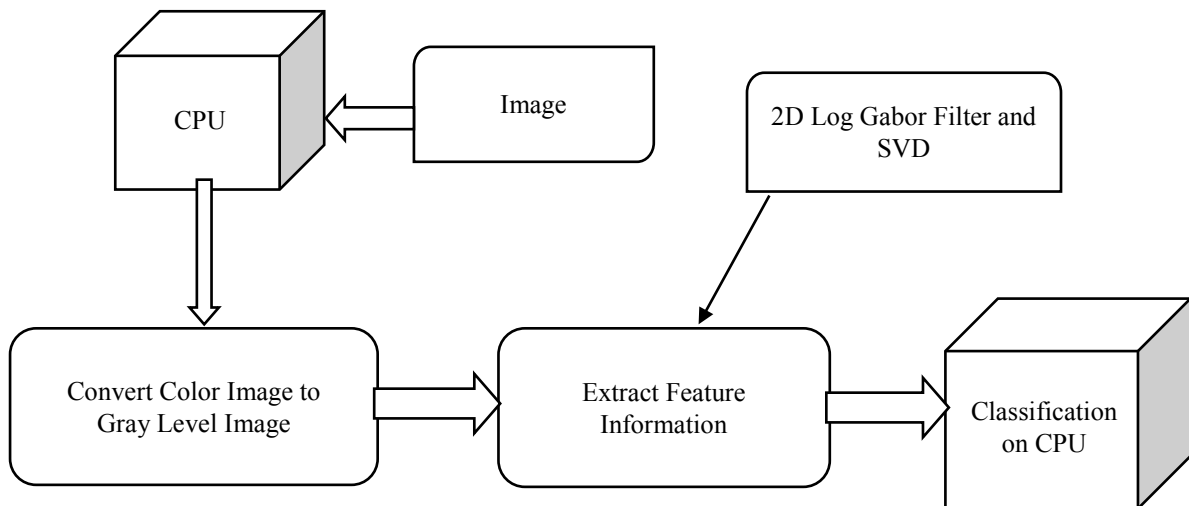 CPU
Image
2D Log Gabor Filter and
SVD
Convert Color Image to
Gray Level Image
Extract Feature
Information
Classification
on CPU